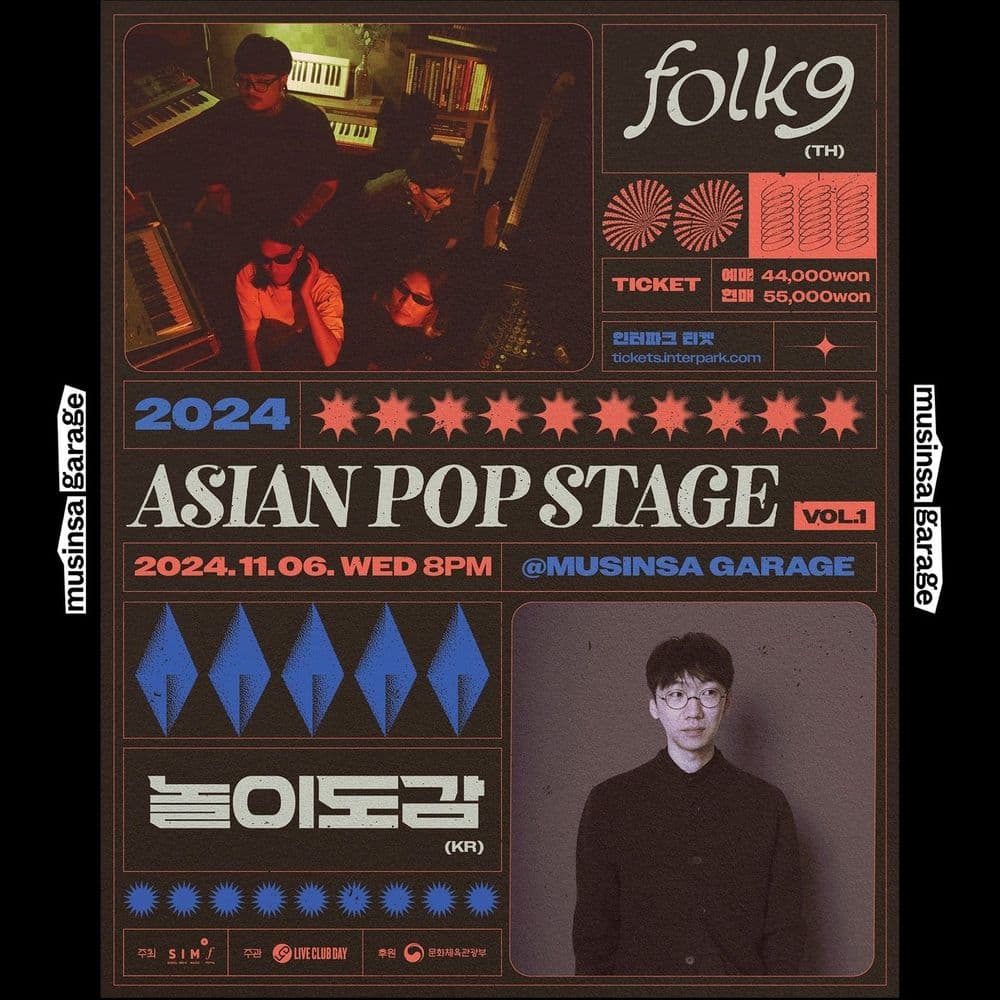 folk9
(TH)
TICKET
예매 44,000won
현매 55,000won
인터파크 티켓
tickets.interpark.com
2024
ASIAN POP STAGE
VOL.1
2024.11.06. WED 8PM
@MUSINSA GARAGE
놀이도감
(KR)
주최 SIMf
주관 LIVE CLUB DAY
후원 문화체육관광부
musinsa garage
musinsa garage